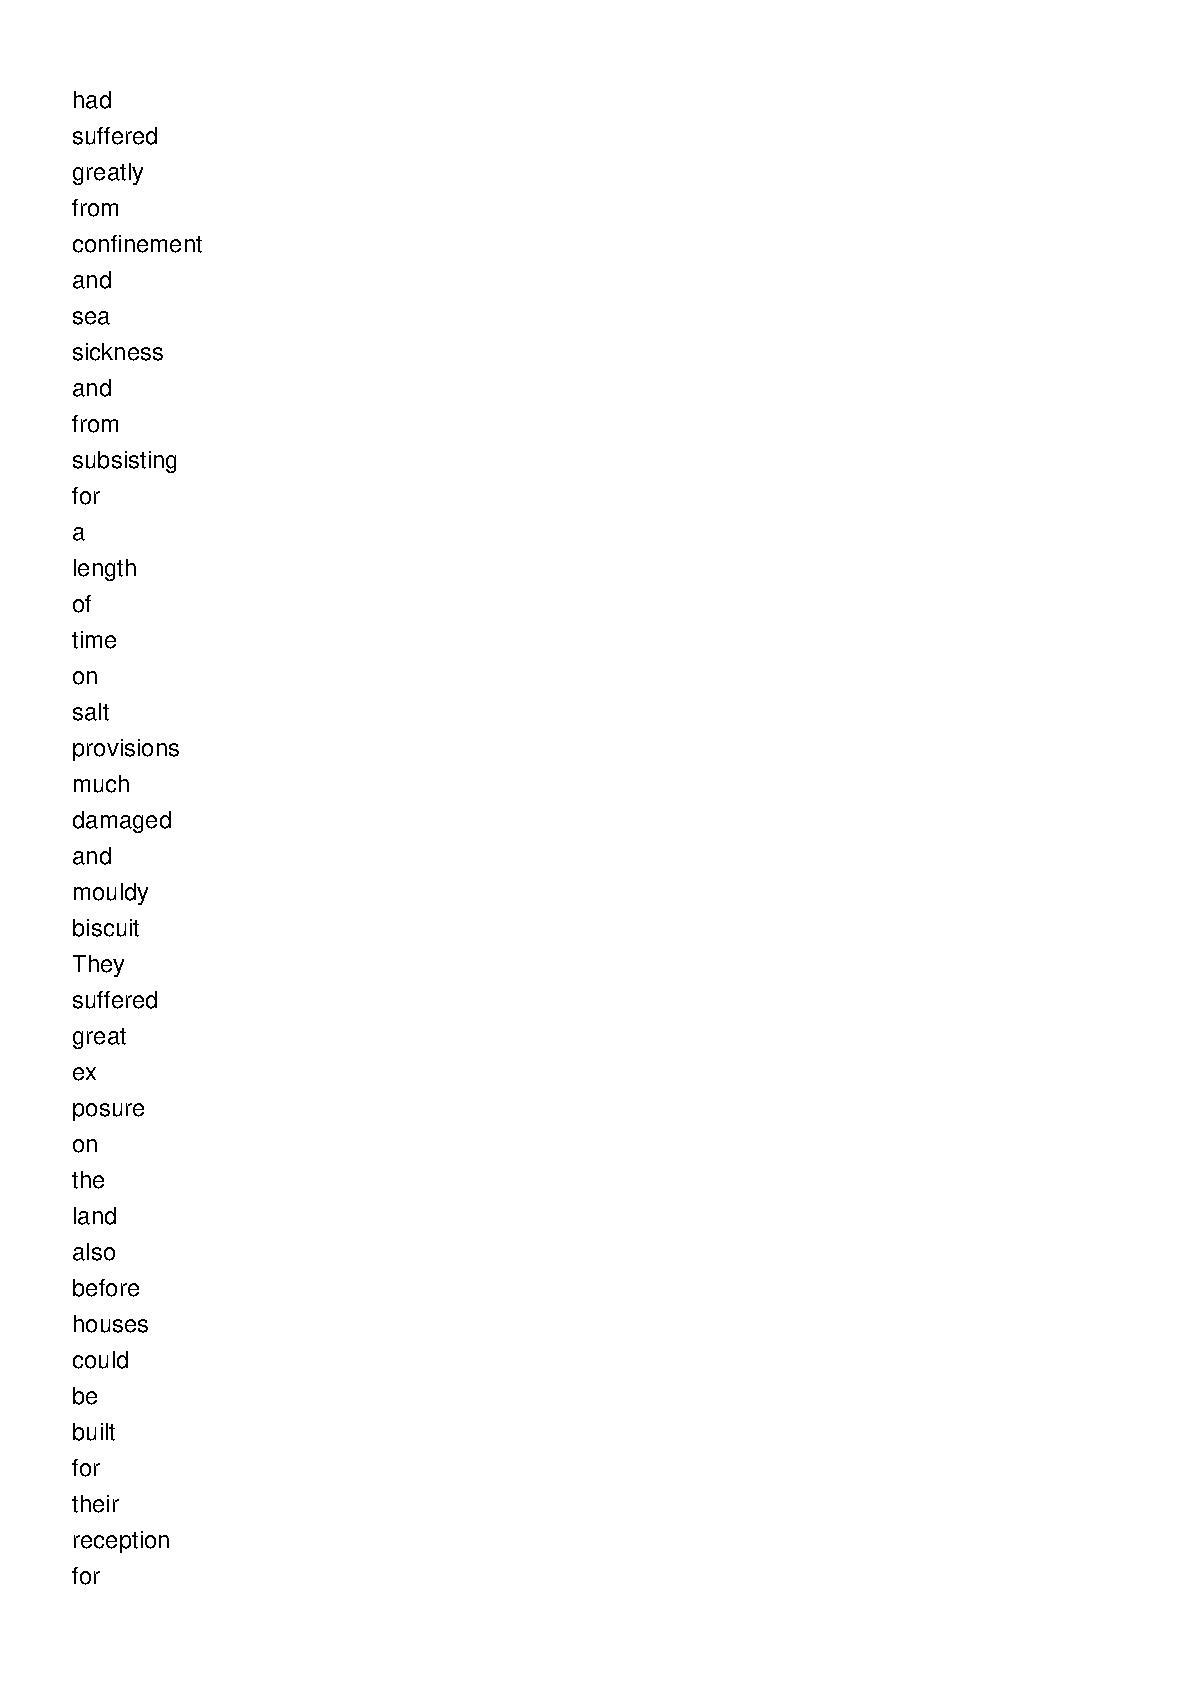 had
suffered
greatly
from
confinement
and
sea
sickness
and
from
subsisting
for
a
length
of
time
on
salt
provisions
much
damaged
and
mouldy
biscuit
They
suffered
great
ex
posure
on
the
land
also
before
houses
could
be
built
for
their
reception
for